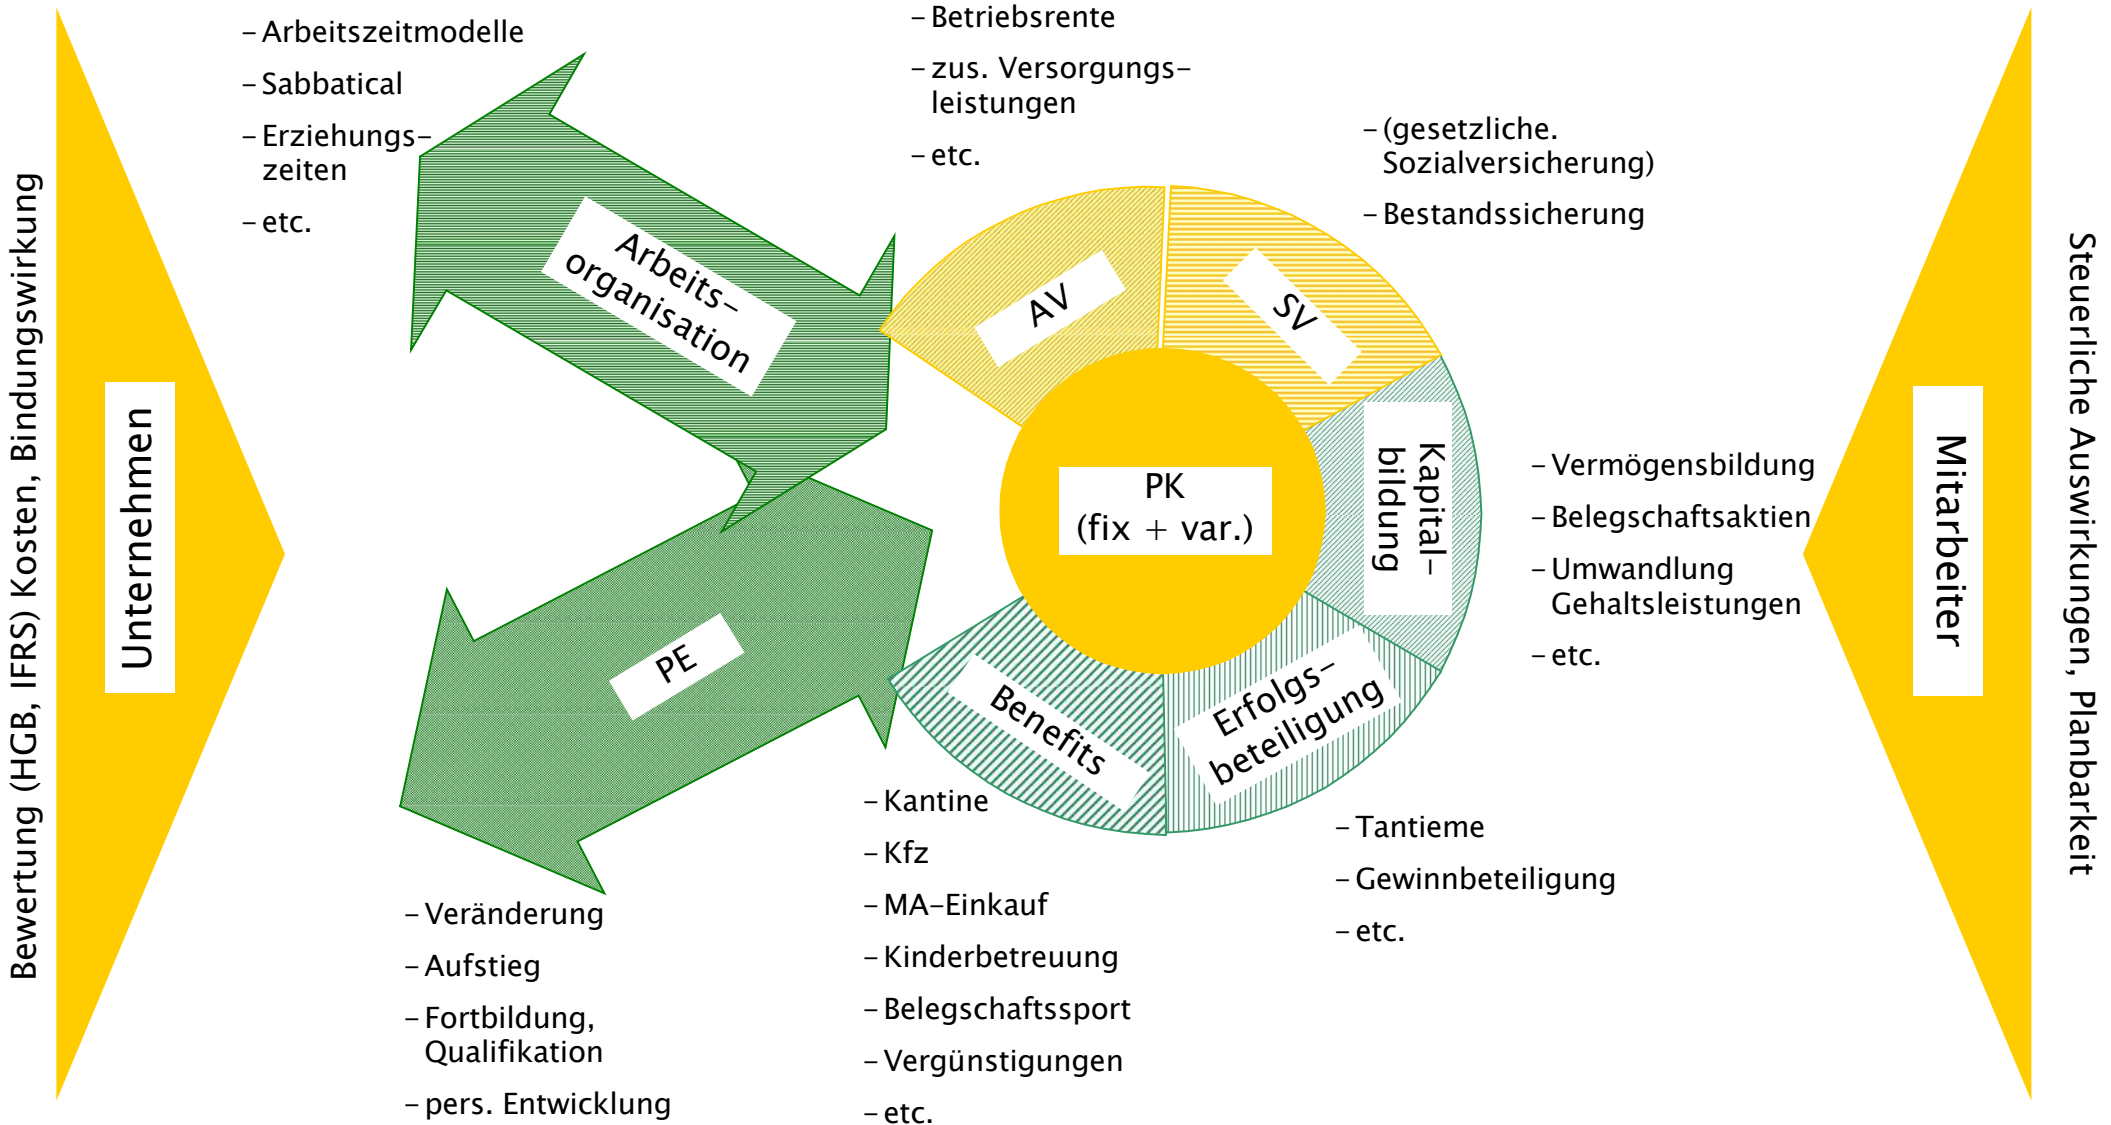 Bewertung (HGB, IFRS) Kosten, Bindungswirkung
Unternehmen
– Arbeitszeitmodelle
– Sabbatical
– Erziehungs–
zeiten
– etc.
Arbeits–
organisation
PE
– Veränderung
– Aufstieg
– Fortbildung,
Qualifikation
– pers. Entwicklung
– Betriebsrente
– zus. Versorgungs–
leistungen
– etc.
AV
– (gesetzliche.
Sozialversicherung)
– Bestandssicherung
SV
PK
(fix + var.)
Kapital–
bildung
– Vermögensbildung
– Belegschaftsaktien
– Umwandlung
Gehaltsleistungen
– etc.
Erfolgs–
beteiligung
– Tantieme
– Gewinnbeteiligung
– etc.
Benefits
– Kantine
– Kfz
– MA–Einkauf
– Kinderbetreuung
– Belegschaftssport
– Vergünstigungen
– etc.
Mitarbeiter
Steuerliche Auswirkungen, Planbarkeit